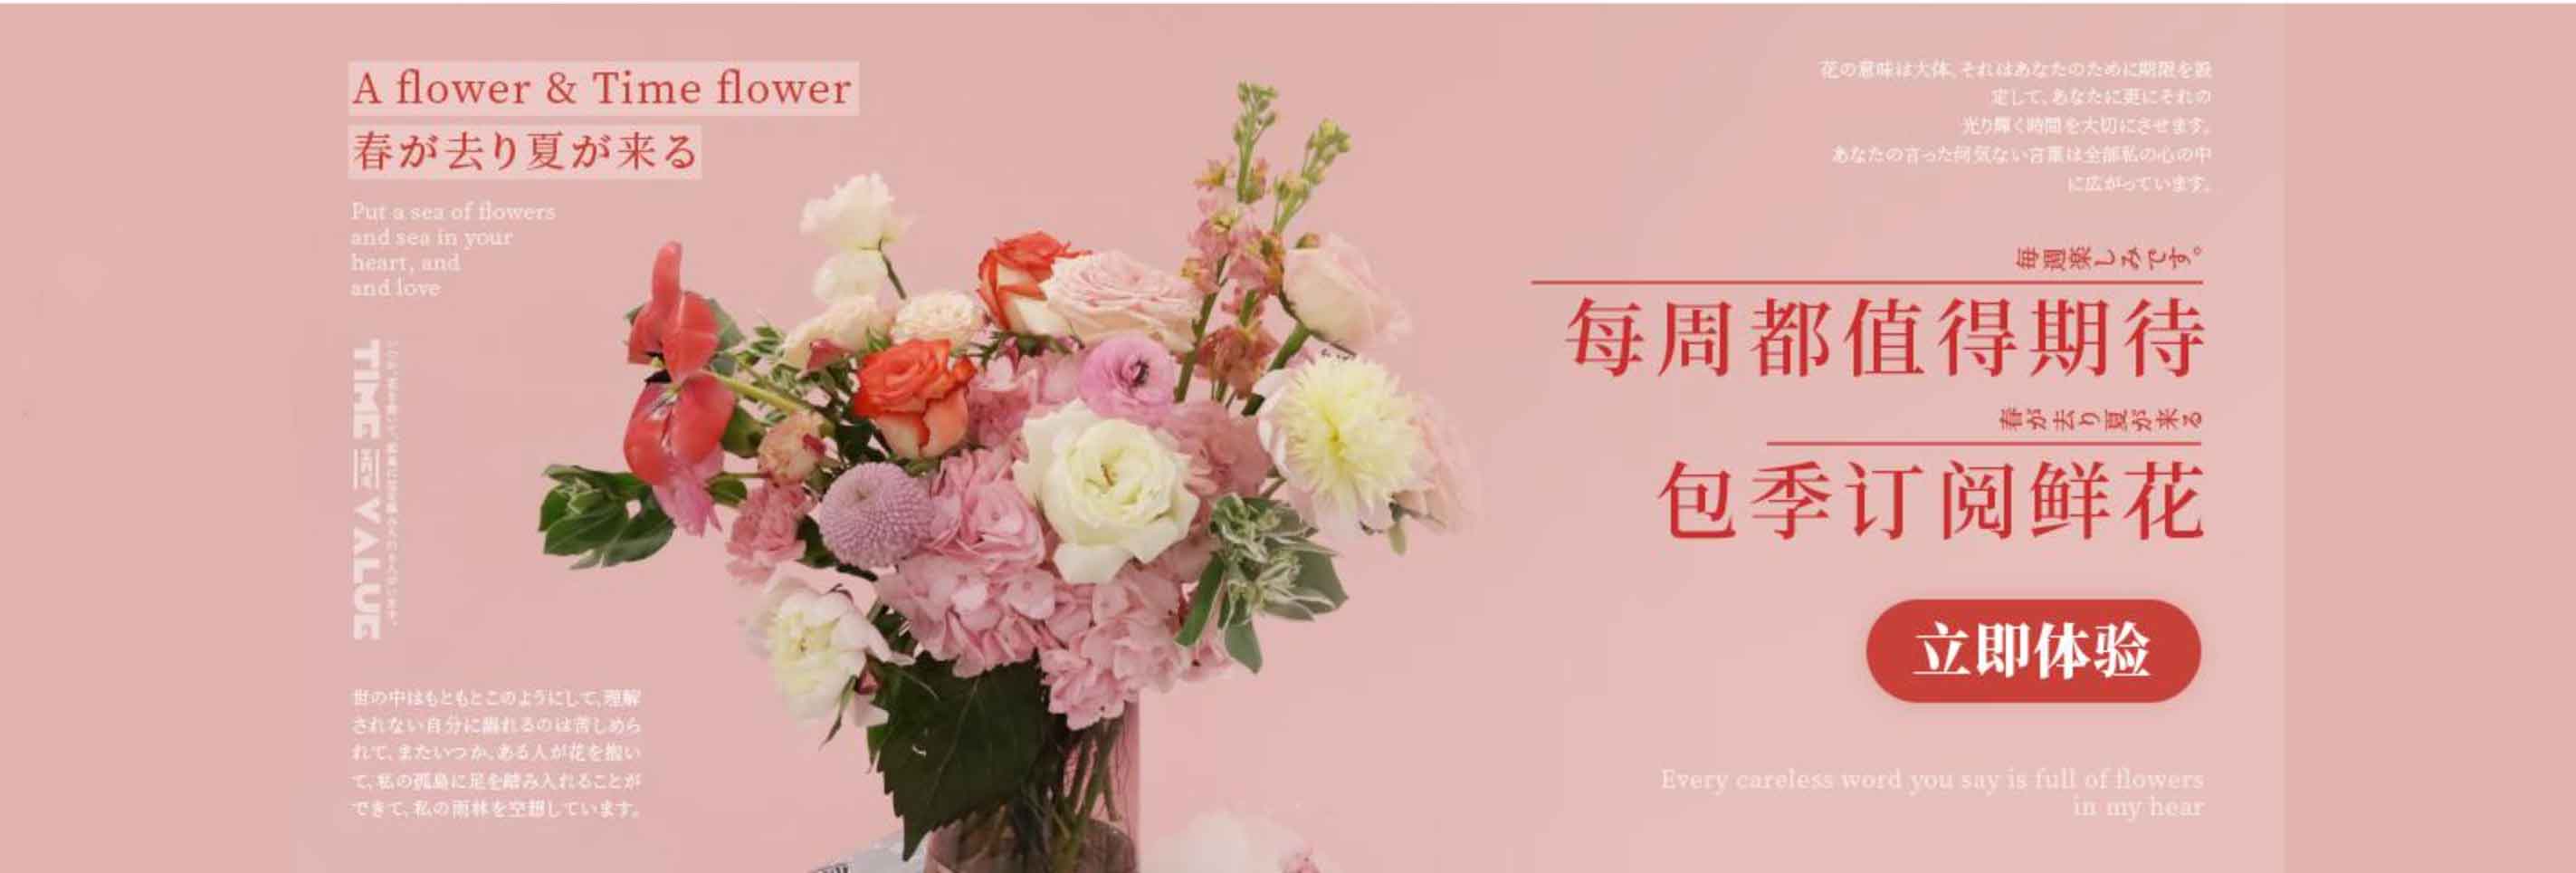 A flower & Time flower
春が去り夏が来る
Put a sea of flowers
and sea in your
heart, and
and love
TIME
VALUE
世の中はもともとこのようにして、理解
されない自分に溺れるのは苦しめら
れて、またいつか、ある人が花を抱い
て、私の孤島に足を踏み入れることが
できて、私の雨林を空想しています。
花の意味は大体、それはあなたのために期限を設
定して、あなたに更にそれの
光り輝く時間を大切にさせます。
あなたの言った何気ない言葉は全部私の心の中
に広がっています。
毎週楽しみです。
每周都值得期待
春が去り夏が来る
包季订阅鲜花
立即体验
Every careless word you say is full of flowers
in my hear